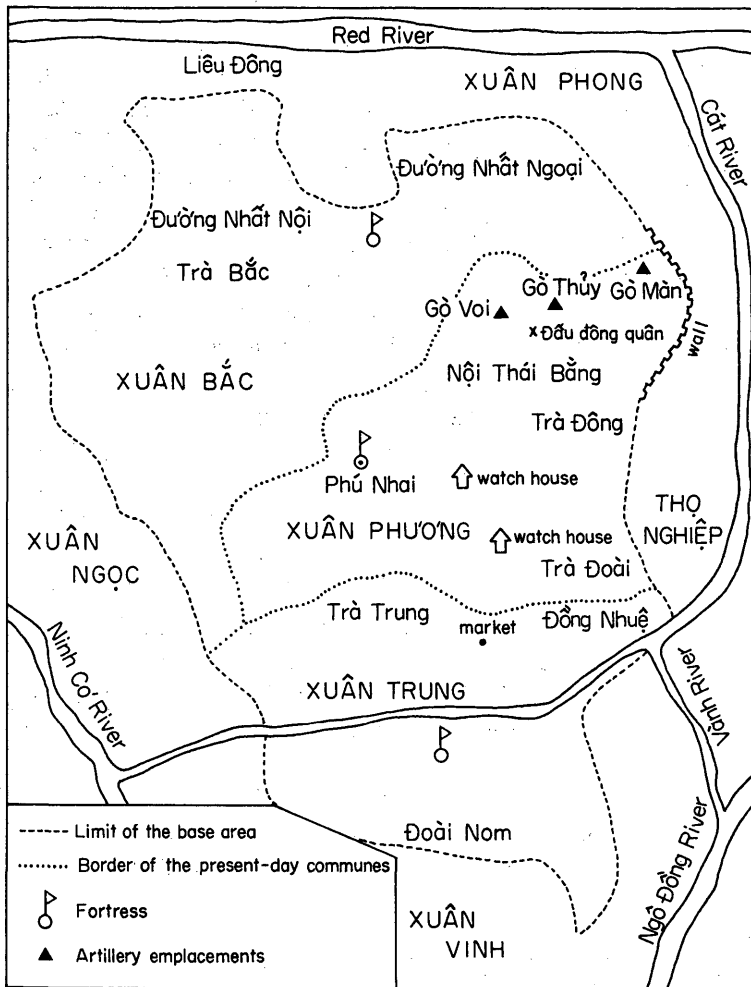 Red River
Liêu Đông
XUÂN PHONG
Cát River
Đường Nhất Ngoại
Đường Nhất Nội
Trà Bắc
Gò Thủy
Gò Màn
Gò Voi
x Đấu đồng quân
wall
XUÂN BẮC
Nội Thái Bằng
Trà Đông
Phú Nhai
watch house
THỌ
NGHIỆP
XUÂN PHƯƠNG
watch house
XUÂN
NGỌC
Trà Đoài
Trà Trung
market
Đồng Nhuệ
Ninh Cơ River
XUÂN TRUNG
Vành River
Đoài Nom
Ngô Đồng River
XUÂN
VINH
Limit of the base area
Border of the present-day communes
Fortress
Artillery emplacements